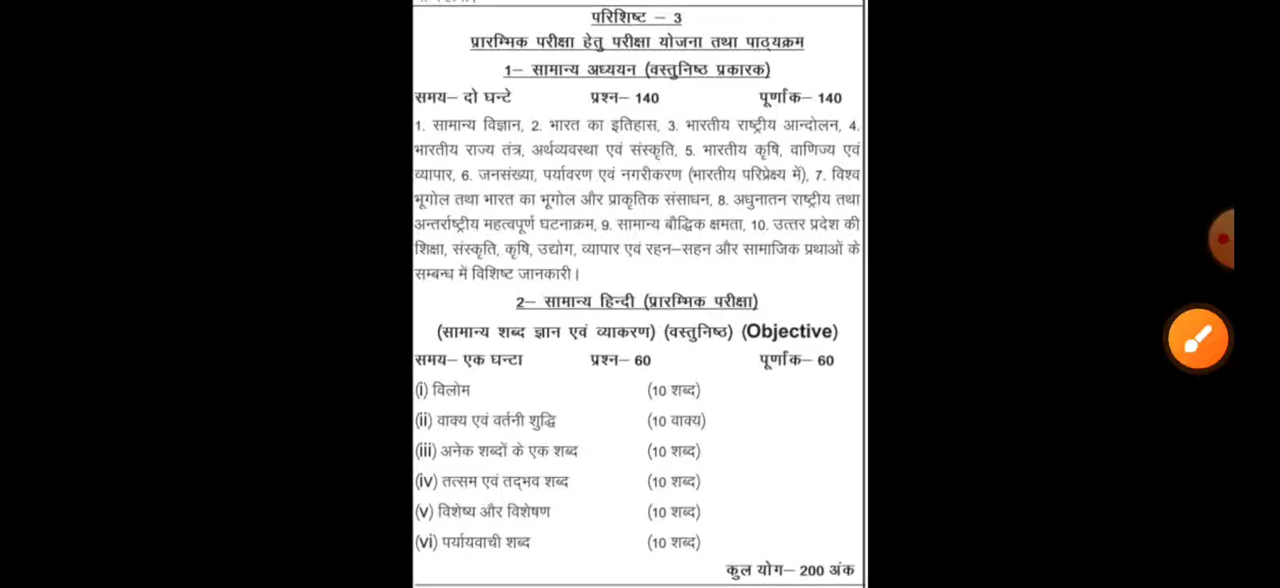 परिशिष्ट – 3
प्रारम्भिक परीक्षा हेतु परीक्षा योजना तथा पाठ्यक्रम
1– सामान्य अध्ययन (वस्तुनिष्ठ प्रकारक)
समय– दो घन्टे प्रश्न– 140 पूर्णांक– 140
1. सामान्य विज्ञान, 2. भारत का इतिहास, 3. भारतीय राष्ट्रीय आन्दोलन, 4.
भारतीय राज्य तंत्र, अर्थव्यवस्था एवं संस्कृति, 5. भारतीय कृषि, वाणिज्य एवं
व्यापार, 6. जनसंख्या, पर्यावरण एवं नगरीकरण (भारतीय परिप्रेक्ष्य में), 7. विश्व
भूगोल तथा भारत का भूगोल और प्राकृतिक संसाधन, 8. अधुनातन राष्ट्रीय तथा
अन्तर्राष्ट्रीय महत्वपूर्ण घटनाक्रम, 9. सामान्य बौद्धिक क्षमता, 10. उत्तर प्रदेश की
शिक्षा, संस्कृति, कृषि, उद्योग, व्यापार एवं रहन–सहन और सामाजिक प्रथाओं के
सम्बन्ध में विशिष्ट जानकारी।
2– सामान्य हिन्दी (प्रारम्भिक परीक्षा)
(सामान्य शब्द ज्ञान एवं व्याकरण) (वस्तुनिष्ठ) (Objective)
समय– एक घन्टा प्रश्न– 60 पूर्णांक– 60
(i) विलोम (10 शब्द)
(ii) वाक्य एवं वर्तनी शुद्धि (10 वाक्य)
(iii) अनेक शब्दों के एक शब्द (10 शब्द)
(iv) तत्सम एवं तद्भव शब्द (10 शब्द)
(v) विशेष्य और विशेषण (10 शब्द)
(vi) पर्यायवाची शब्द (10 शब्द)
कुल योग– 200 अंक